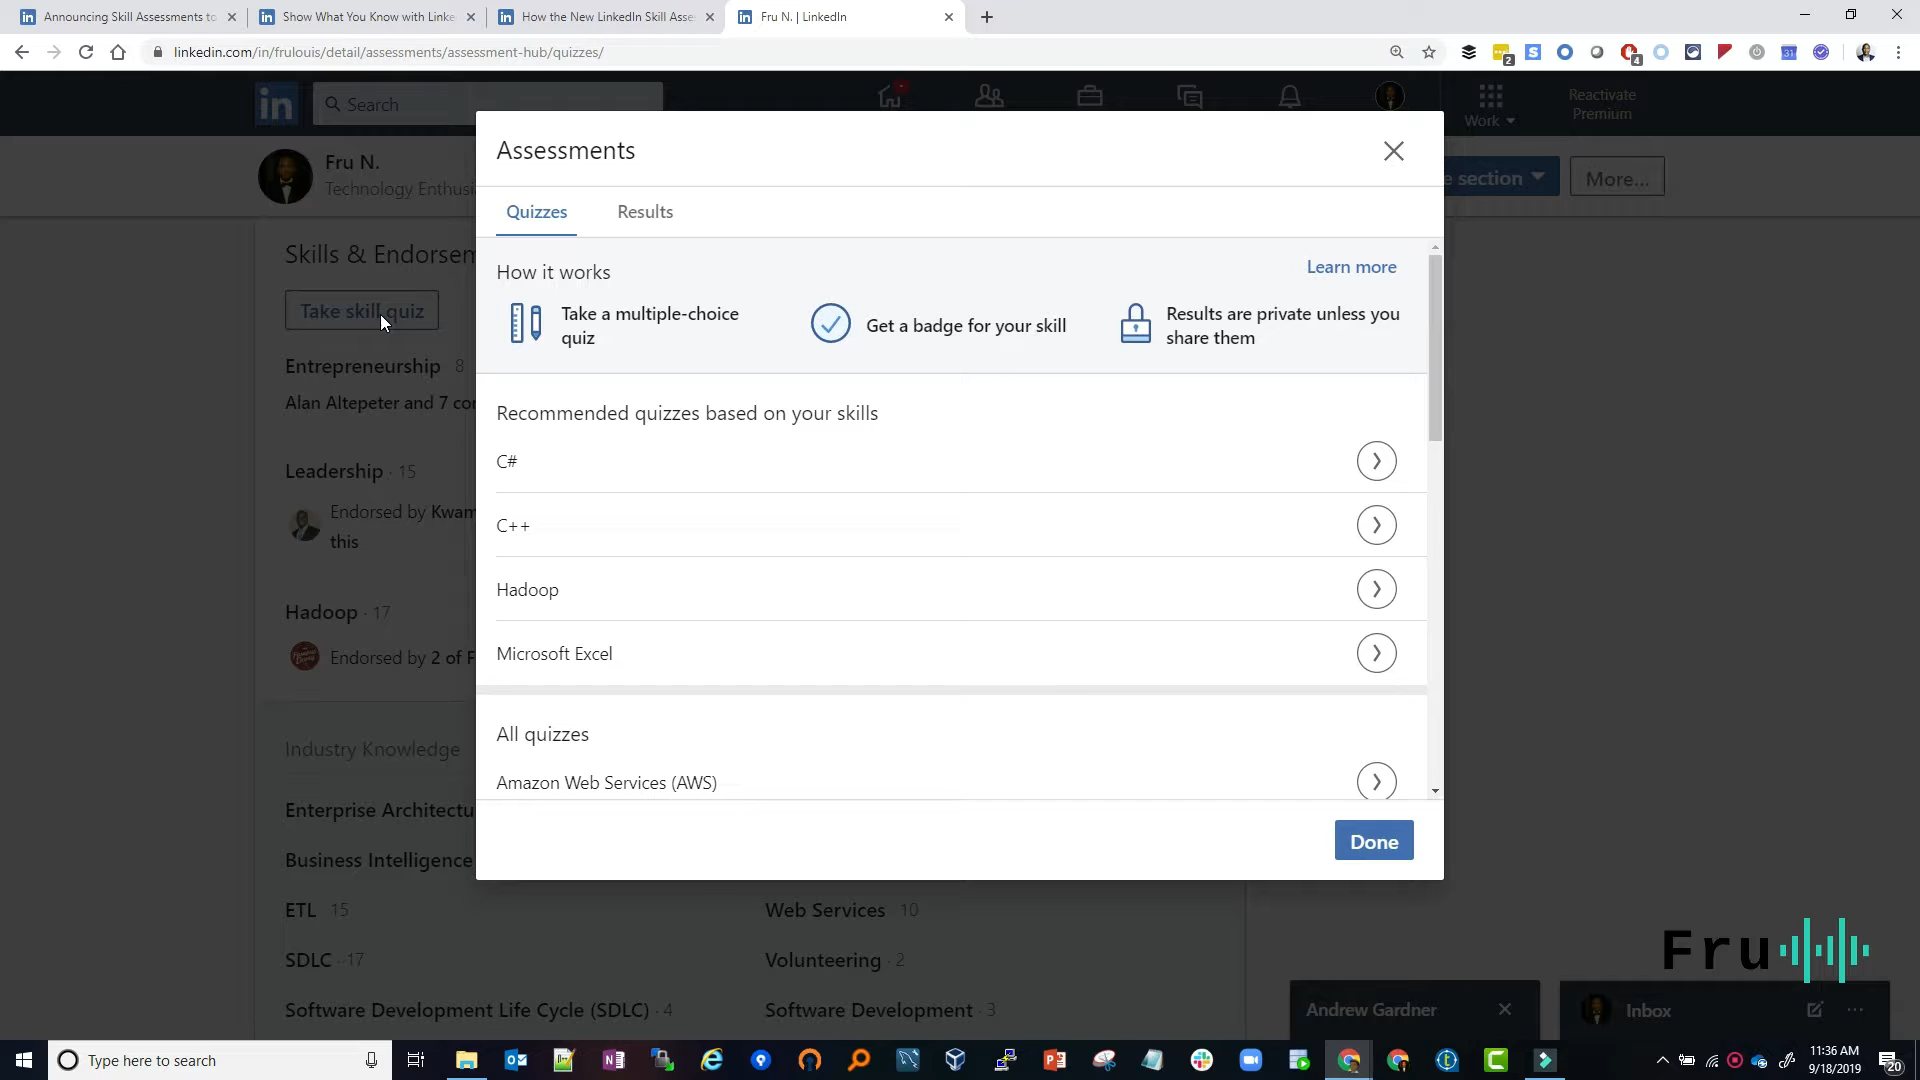 Announcing Skill Assessments to
Show What You Know with Linke
How the New LinkedIn Skill Asse
Fru N. | LinkedIn
linkedin.com/in/frulouis/detail/assessments/assessment-hub/quizzes/
2
4
31
in
Search
Work
Reactivate
Premium
Fru N.
Technology Enthusi
e section
More...
Assessments
Quizzes
Results
How it works
Learn more
Take a multiple-choice
quiz
Get a badge for your skill
Results are private unless you
share them
Recommended quizzes based on your skills
C#
C++
Hadoop
Microsoft Excel
All quizzes
Amazon Web Services (AWS)
Done
Skills & Endorsem
Take skill quiz
Entrepreneurship 8
Alan Altepeter and 7 con
Leadership · 15
Endorsed by Kwam
this
Hadoop · 17
Endorsed by 2 of F
Industry Knowledge
Enterprise Architectu
Business Intelligence
ETL 15
Web Services 10
SDLC · 17
Volunteering · 2
Software Development Life Cycle (SDLC) · 4
Software Development · 3
Fru
Andrew Gardner
Inbox
Type here to search
11:36 AM
9/18/2019
20